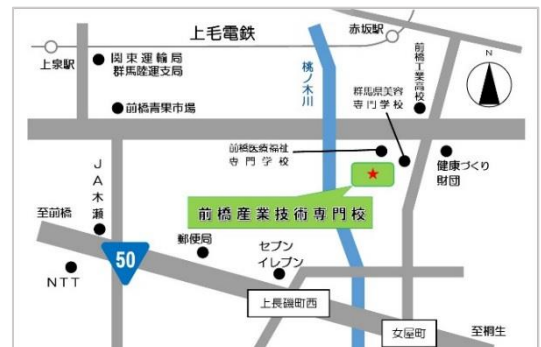 上毛電鉄
赤坂駅
上泉駅
関東運輸局
群馬陸運支局
前橋青果市場
桃ノ木川
群馬県美容
専門学校
前橋工業高校
N
前橋医療福祉
専門学校
健康づくり
財団
JA木瀬
至前橋
前橋産業技術専門校
50
郵便局
セブン
イレブン
NTT
上長磯町西
女屋町
至桐生